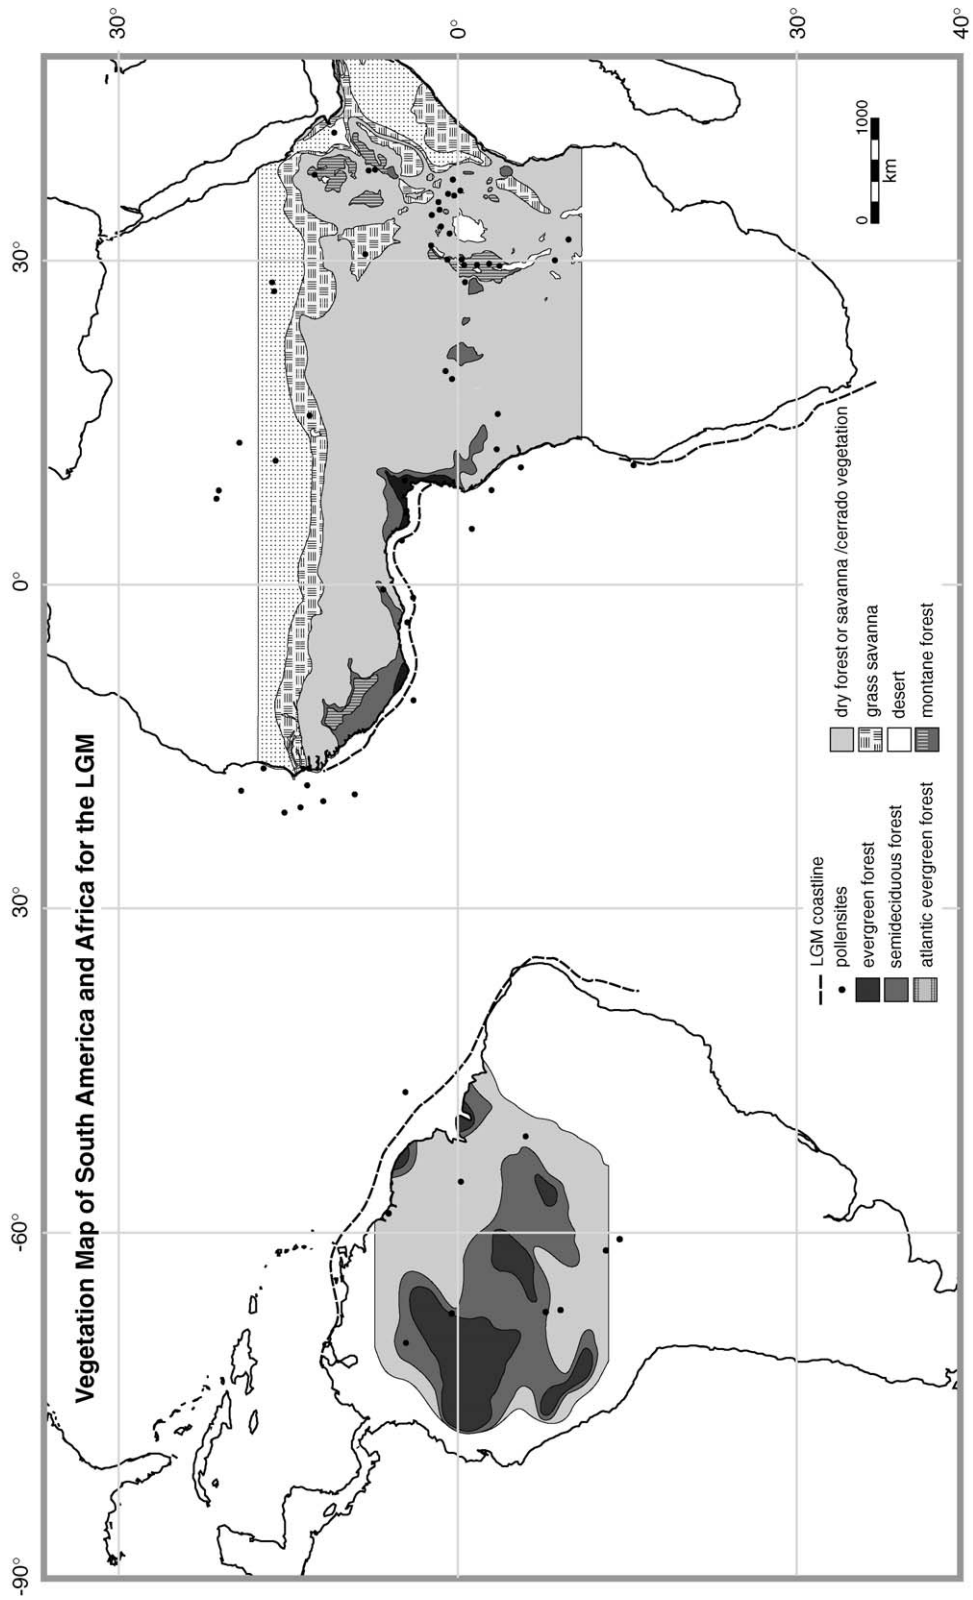 Vegetation Map of South America and Africa for the LGM
-90°
-60°
30°
0°
30°
30°
0°
30°
40°
LGM coastline
pollensites
evergreen forest
semideciduous forest
atlantic evergreen forest
dry forest or savanna /cerrado vegetation
grass savanna
desert
montane forest
0 1000
km